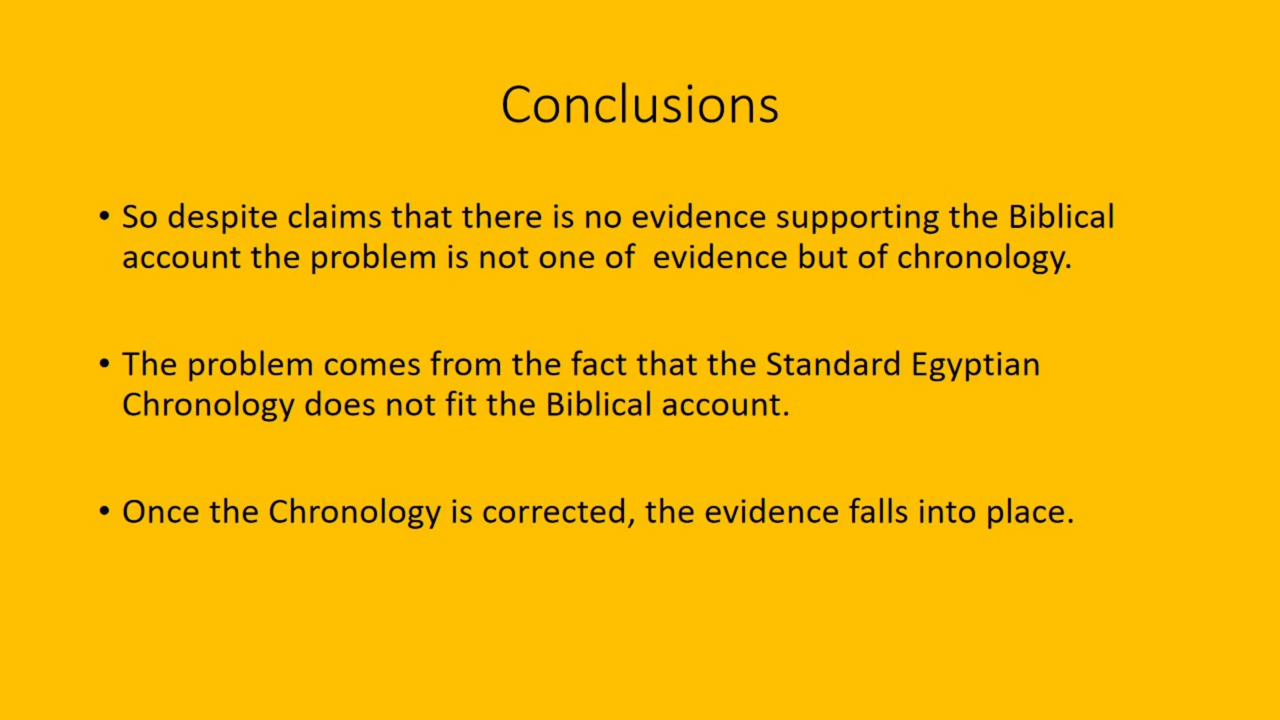 Conclusions
• So despite claims that there is no evidence supporting the Biblical
account the problem is not one of  evidence but of chronology.
• The problem comes from the fact that the Standard Egyptian
Chronology does not fit the Biblical account.
• Once the Chronology is corrected, the evidence falls into place.